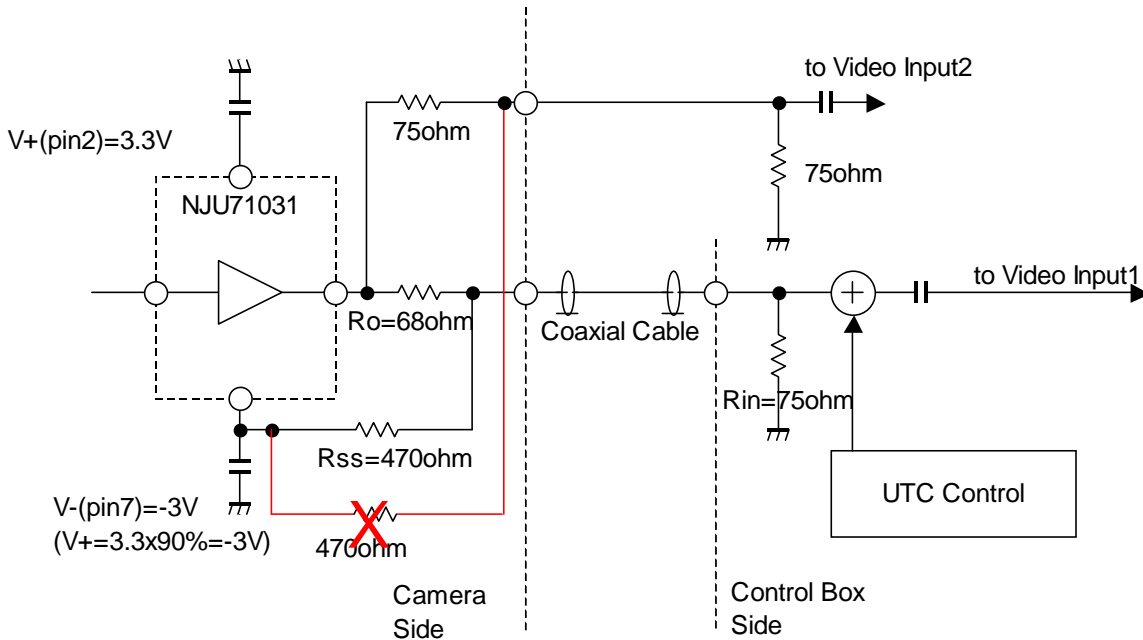 to Video Input2
75ohm
V+(pin2)=3.3V
75ohm
NJU71031
to Video Input1
+
Ro=68ohm
Coaxial Cable
Rin=75ohm
Rss=470ohm
UTC Control
V-(pin7)=-3V
(V+=3.3x90%=-3V)
X
470ohm
Camera
Side
Control Box
Side